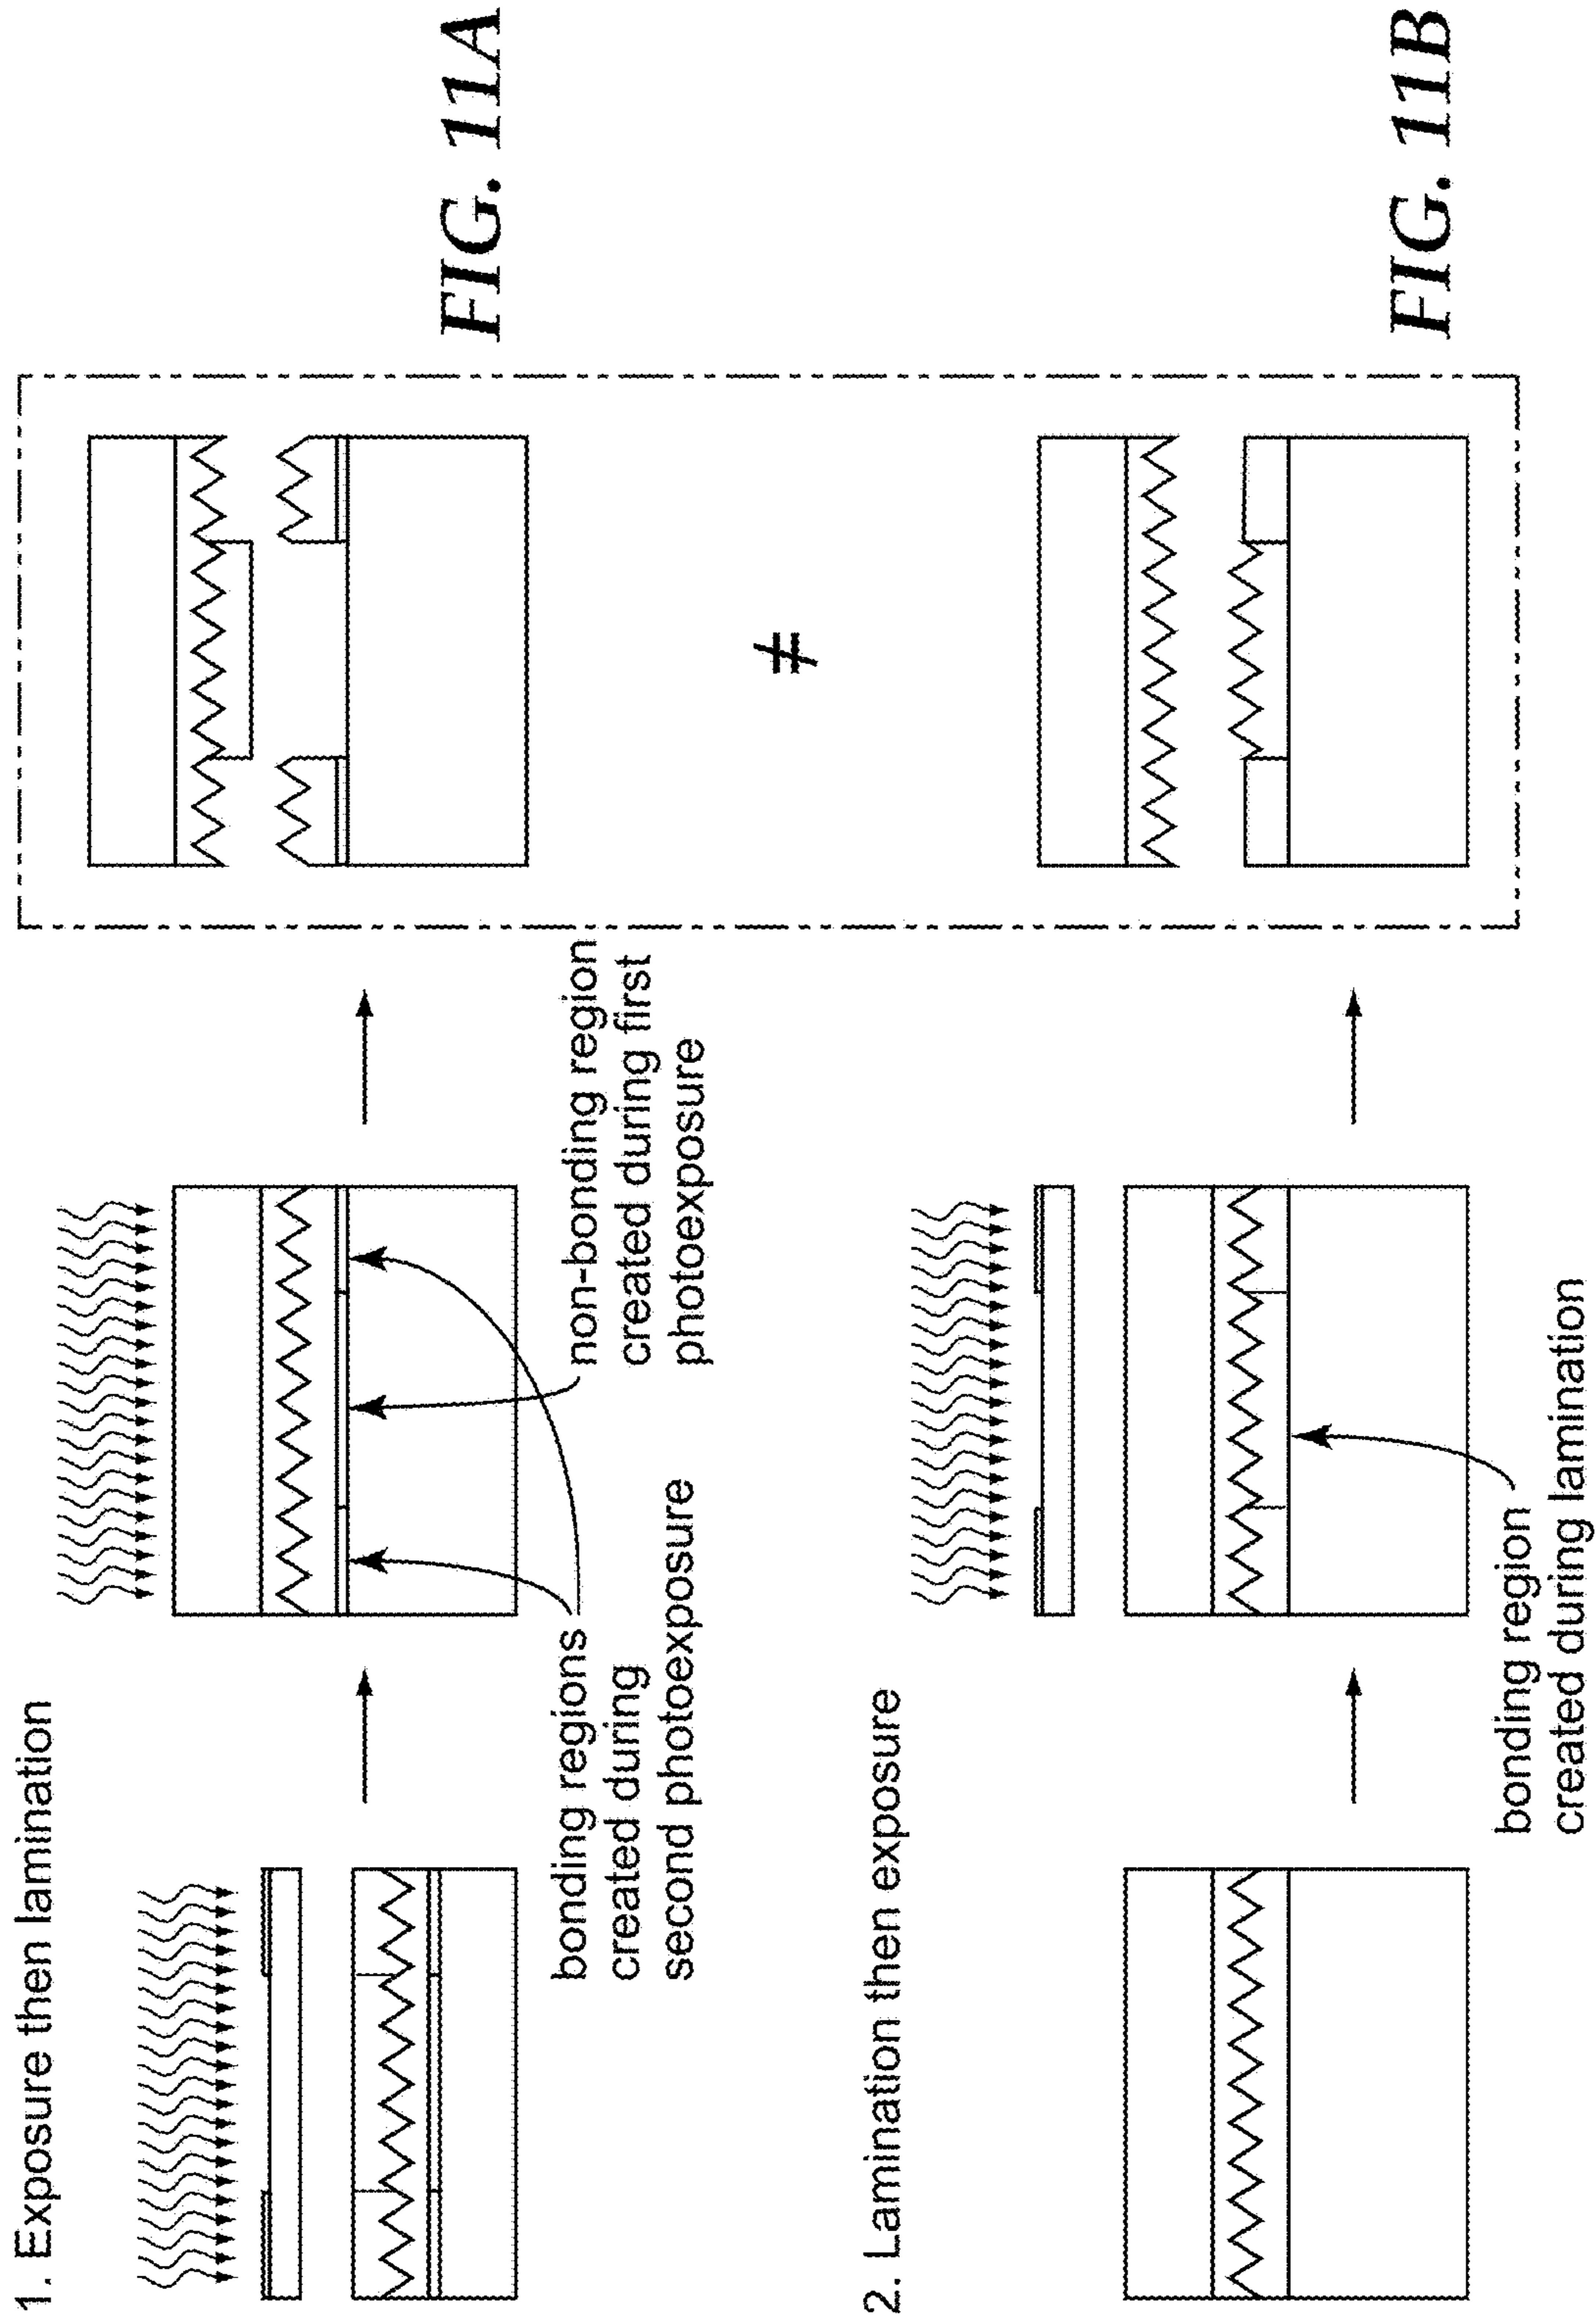 1. Exposure then lamination
bonding regions
created during
second photoexposure
non-bonding region
created during first
photoexposure
≠
FIG. 11A
2. Lamination then exposure
bonding region
created during lamination
FIG. 11B